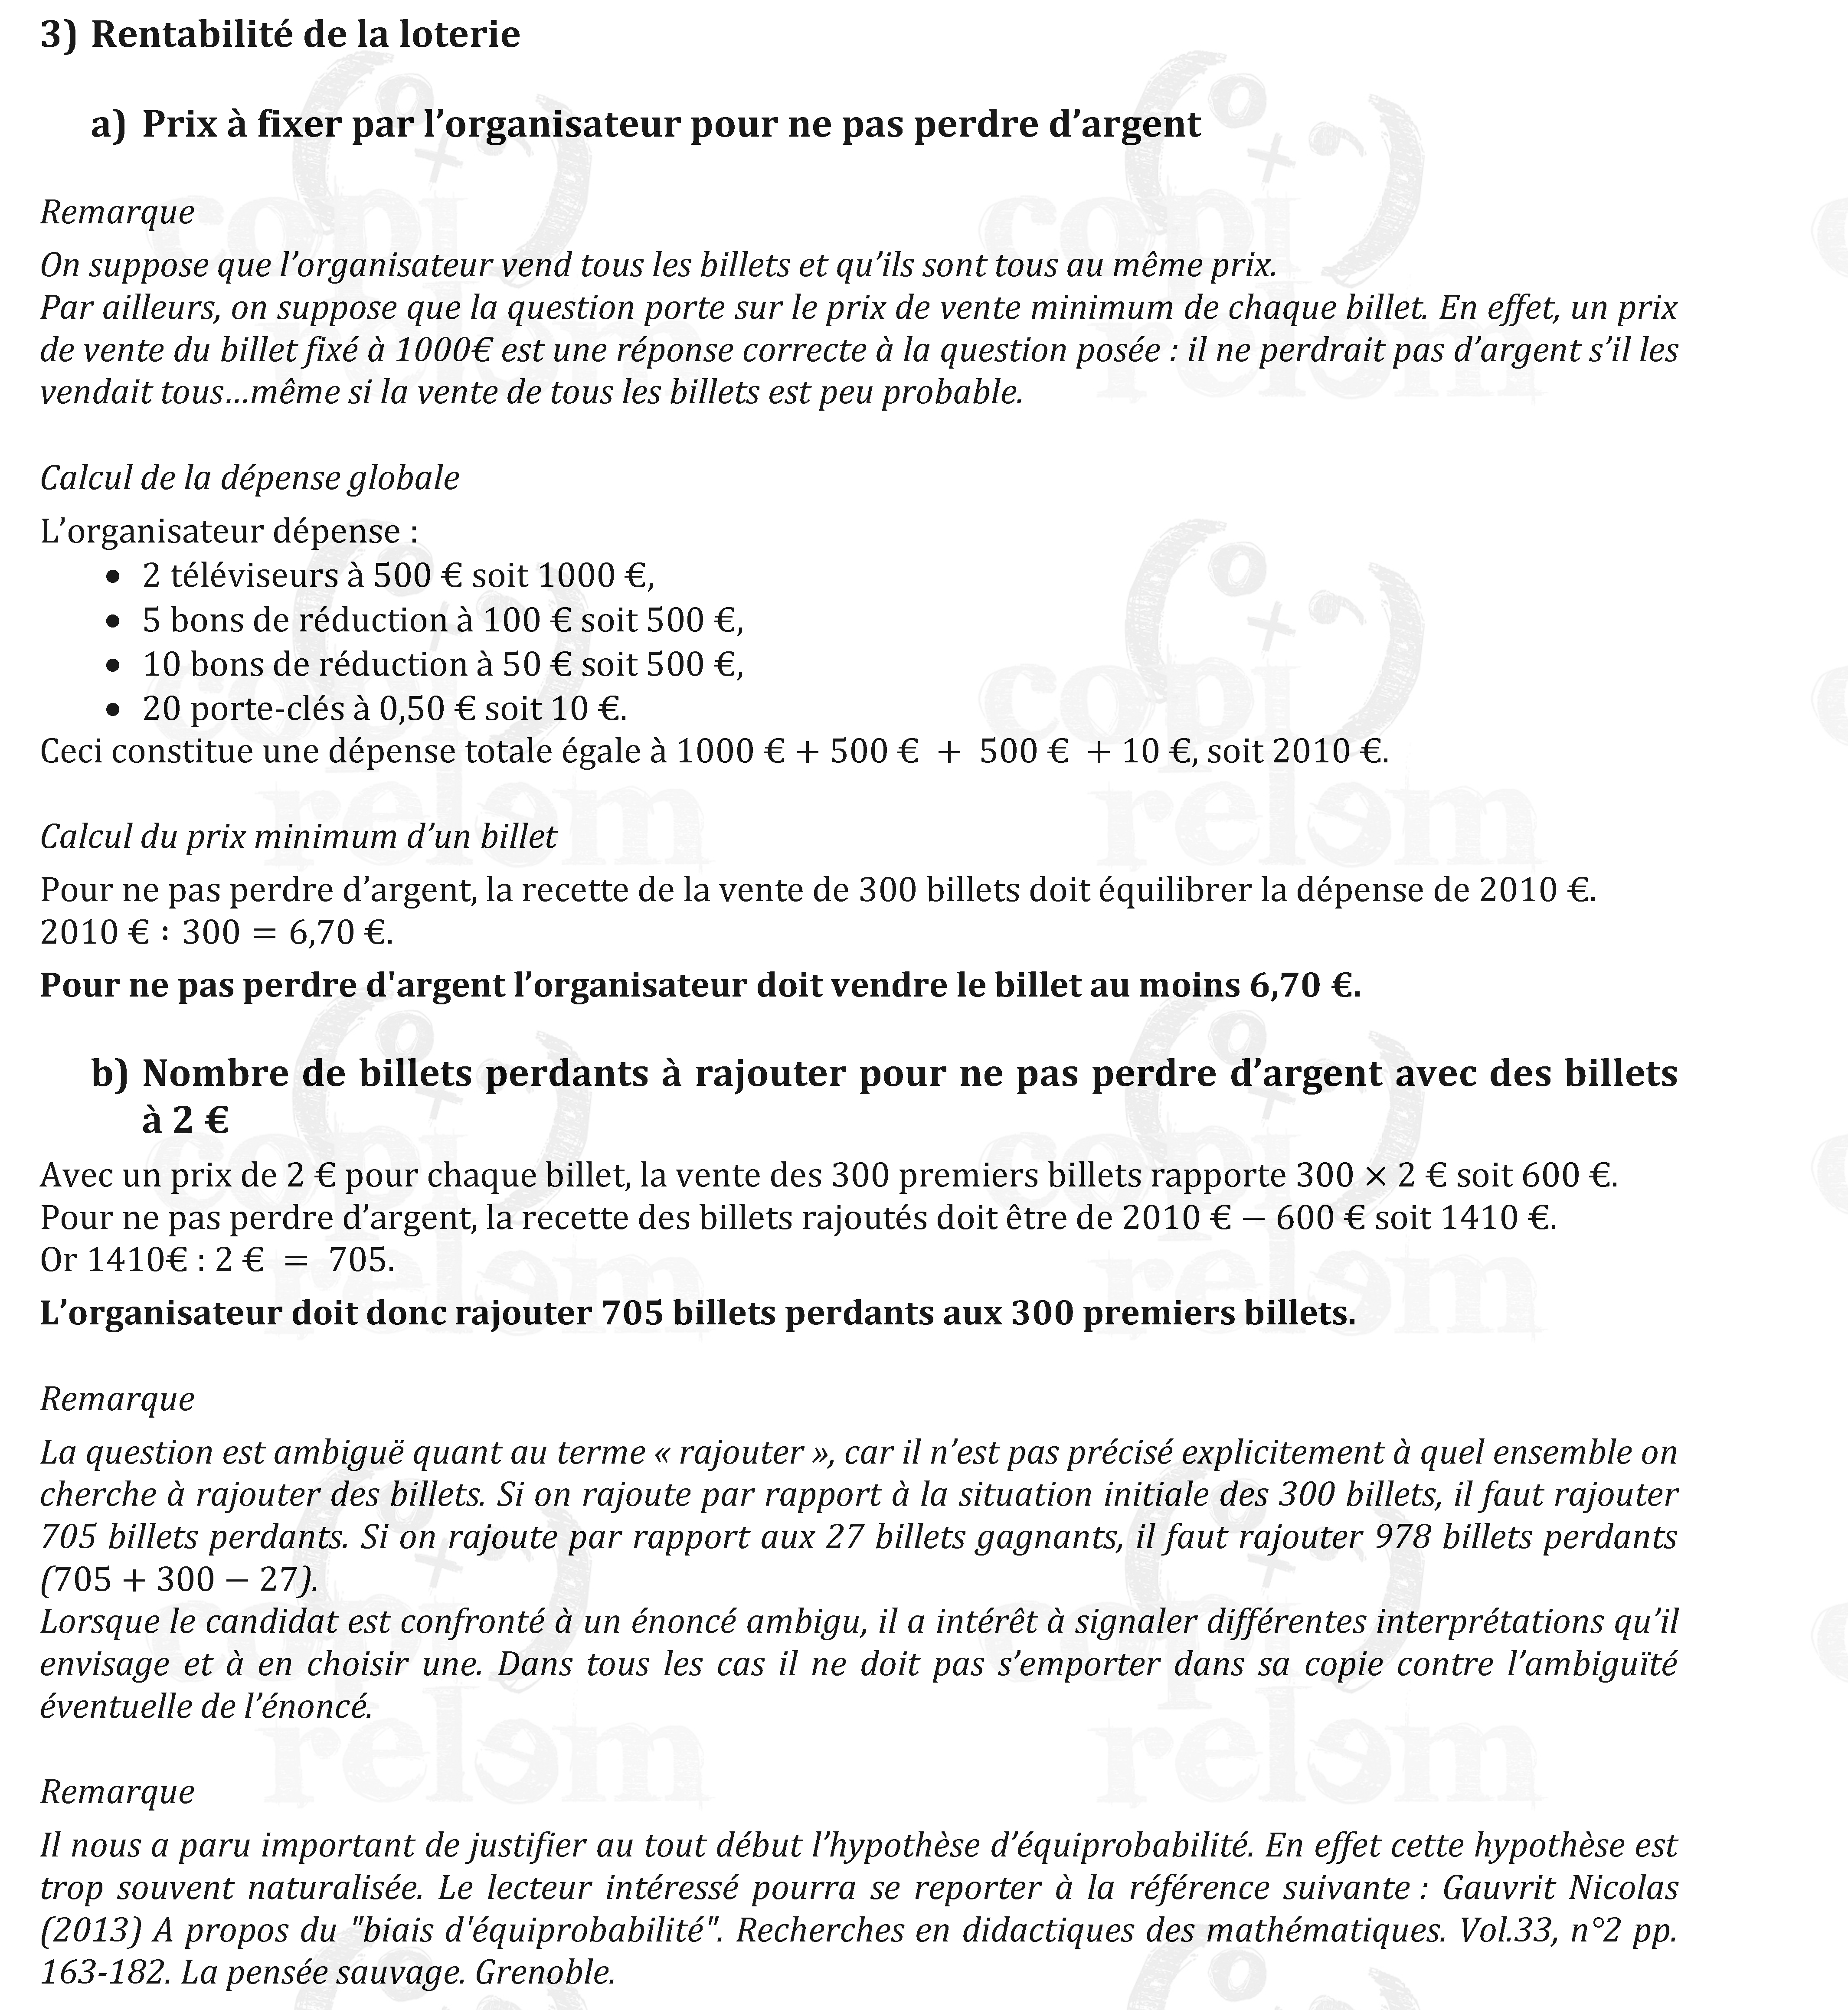 3) Rentabilité de la loterie
a) Prix à fixer par l’organisateur pour ne pas perdre d’argent
Remarque
On suppose que l’organisateur vend tous les billets et qu’ils sont tous au même prix.
Par ailleurs, on suppose que la question porte sur le prix de vente minimum de chaque billet. En effet, un prix
de vente du billet fixé à 1000€ est une réponse correcte à la question posée : il ne perdrait pas d’argent s’il les
vendait tous…même si la vente de tous les billets est peu probable.
Calcul de la dépense globale
L’organisateur dépense :
• 2 téléviseurs à 500 € soit 1000 €,
• 5 bons de réduction à 100 € soit 500 €,
• 10 bons de réduction à 50 € soit 500 €,
• 20 porte-clés à 0,50 € soit 10 €.
Ceci constitue une dépense totale égale à 1000 € + 500 € + 500 € + 10 €, soit 2010 €.
Calcul du prix minimum d’un billet
Pour ne pas perdre d’argent, la recette de la vente de 300 billets doit équilibrer la dépense de 2010 €.
2010 € : 300 = 6,70 €.
Pour ne pas perdre d'argent l’organisateur doit vendre le billet au moins 6,70 €.
b) Nombre de billets perdants à rajouter pour ne pas perdre d’argent avec des billets
à 2 €
Avec un prix de 2 € pour chaque billet, la vente des 300 premiers billets rapporte 300 × 2 € soit 600 €.
Pour ne pas perdre d’argent, la recette des billets rajoutés doit être de 2010 € − 600 € soit 1410 €.
Or 1410€ : 2 € = 705.
L’organisateur doit donc rajouter 705 billets perdants aux 300 premiers billets.
Remarque
La question est ambiguë quant au terme « rajouter », car il n’est pas précisé explicitement à quel ensemble on
cherche à rajouter des billets. Si on rajoute par rapport à la situation initiale des 300 billets, il faut rajouter
705 billets perdants. Si on rajoute par rapport aux 27 billets gagnants, il faut rajouter 978 billets perdants
(705 + 300 − 27).
Lorsque le candidat est confronté à un énoncé ambigu, il a intérêt à signaler différentes interprétations qu’il
envisage et à en choisir une. Dans tous les cas il ne doit pas s’emporter dans sa copie contre l’ambiguïté
éventuelle de l’énoncé.
Remarque
Il nous a paru important de justifier au tout début l’hypothèse d’équiprobabilité. En effet cette hypothèse est
trop souvent naturalisée. Le lecteur intéressé pourra se reporter à la référence suivante : Gauvrit Nicolas
(2013) A propos du "biais d'équiprobabilité". Recherches en didactiques des mathématiques. Vol.33, n°2 pp.
163-182. La pensée sauvage. Grenoble.